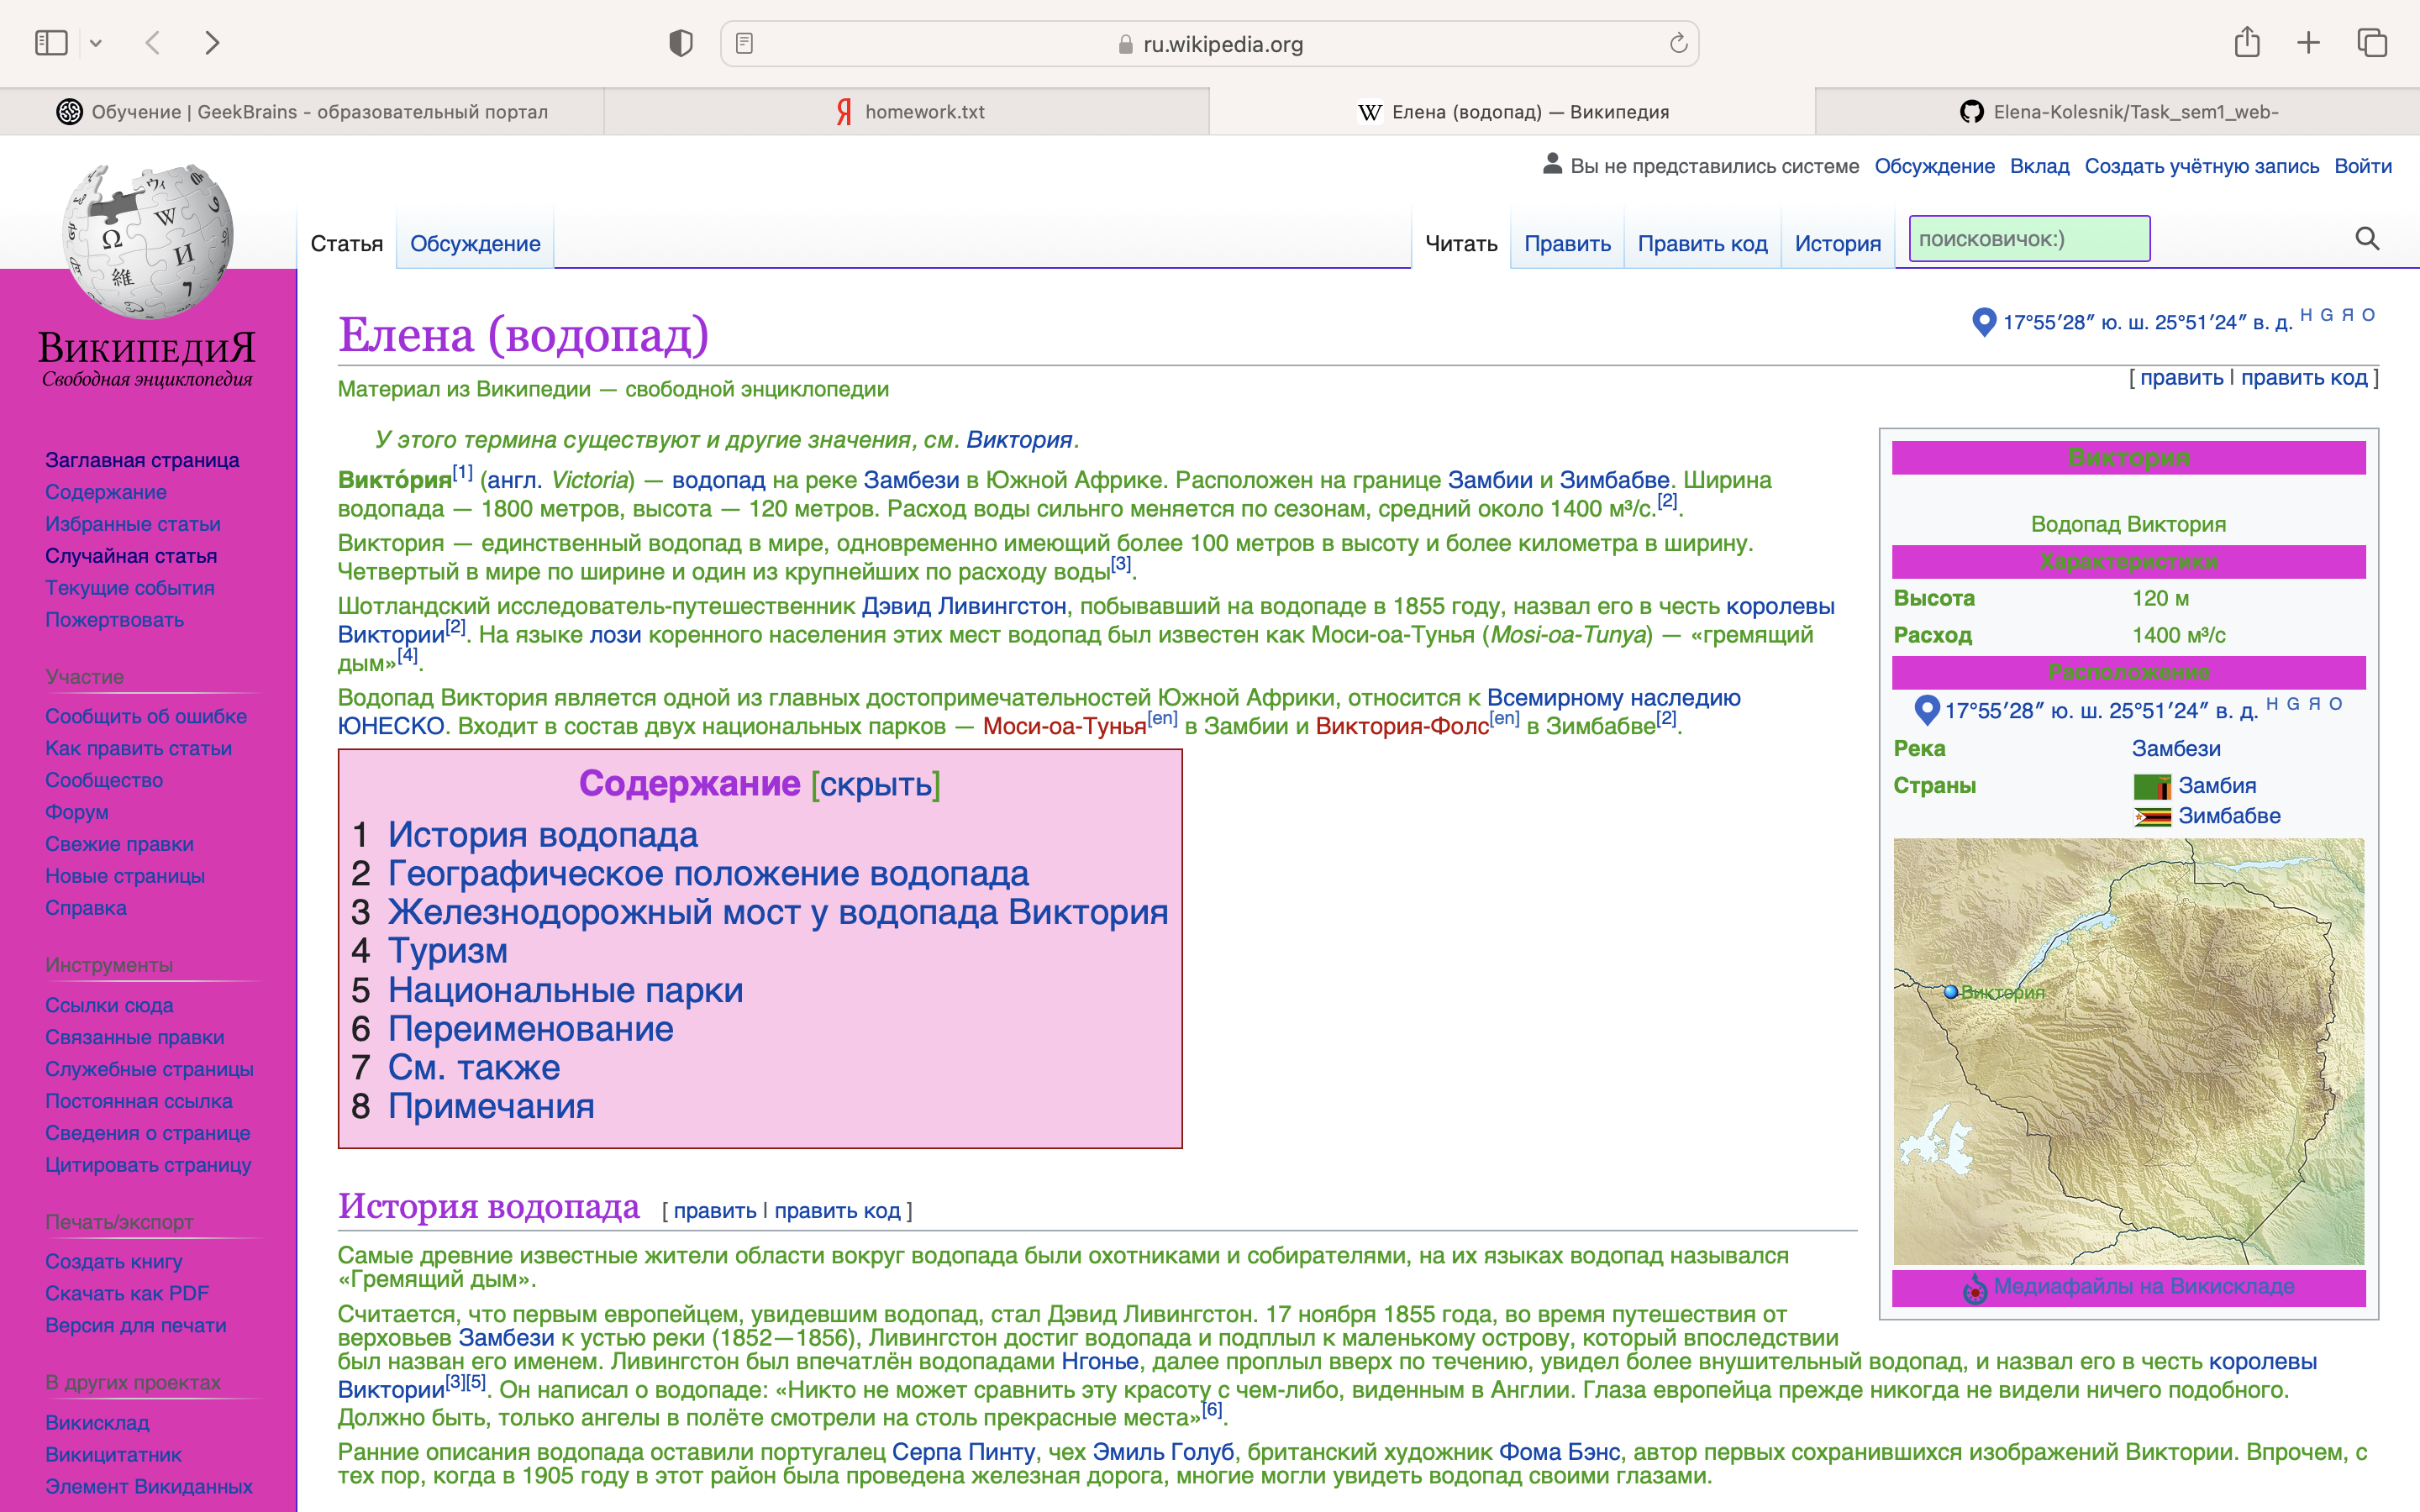 ru.wikipedia.org
Обучение | GeekBrains - образовательный портал
homework.txt
Елена (водопад) — Википедия
Elena-Kolesnik/Task_sem1_web-
Вы не представились системе Обсуждение Вклад Создать учётную запись Войти
Статья Обсуждение
Читать Править Править код История
поисковичок:)
ВикипедиЯ
Свободная энциклопедия
Заглавная страница
Содержание
Избранные статьи
Случайная статья
Текущие события
Пожертвовать
Участие
Сообщить об ошибке
Как править статьи
Сообщество
Форум
Свежие правки
Новые страницы
Справка
Инструменты
Ссылки сюда
Связанные правки
Служебные страницы
Постоянная ссылка
Сведения о странице
Цитировать страницу
Печать/экспорт
Создать книгу
Скачать как PDF
Версия для печати
В других проектах
Викисклад
Викицитатник
Элемент Викиданных
Елена (водопад)
17°55′28″ ю. ш. 25°51′24″ в. д. H G Я O
Материал из Википедии — свободной энциклопедии
[ править | править код ]
У этого термина существуют и другие значения, см. Виктория.
Викто́рия[1] (англ. Victoria) — водопад на реке Замбези в Южной Африке. Расположен на границе Замбии и Зимбабве. Ширина
водопада — 1800 метров, высота — 120 метров. Расход воды сильнго меняется по сезонам, средний около 1400 м³/с.[2].
Виктория — единственный водопад в мире, одновременно имеющий более 100 метров в высоту и более километра в ширину.
Четвертый в мире по ширине и один из крупнейших по расходу воды[3].
Шотландский исследователь-путешественник Дэвид Ливингстон, побывавший на водопаде в 1855 году, назвал его в честь королевы
Виктории[2]. На языке лози коренного населения этих мест водопад был известен как Моси-оа-Тунья (Mosi-oa-Tunya) — «гремящий
дым»[4].
Водопад Виктория является одной из главных достопримечательностей Южной Африки, относится к Всемирному наследию
ЮНЕСКО. Входит в состав двух национальных парков — Моси-оа-Тунья[en] в Замбии и Виктория-Фолс[en] в Зимбабве[2].
Содержание [скрыть]
1 История водопада
2 Географическое положение водопада
3 Железнодорожный мост у водопада Виктория
4 Туризм
5 Национальные парки
6 Переименование
7 См. также
8 Примечания
Виктория
Водопад Виктория
Характеристики
Высота 120 м
Расход 1400 м³/с
Расположение
17°55′28″ ю. ш. 25°51′24″ в. д. H G Я O
Река Замбези
Страны Замбия
Зимбабве
Виктория
Медиафайлы на Викискладе
История водопада [ править | править код ]
Самые древние известные жители области вокруг водопада были охотниками и собирателями, на их языках водопад назывался
«Гремящий дым».
Считается, что первым европейцем, увидевшим водопад, стал Дэвид Ливингстон. 17 ноября 1855 года, во время путешествия от
верховьев Замбези к устью реки (1852—1856), Ливингстон достиг водопада и подплыл к маленькому острову, который впоследствии
был назван его именем. Ливингстон был впечатлён водопадами Нгонье, далее проплыл вверх по течению, увидел более внушительный водопад, и назвал его в честь королевы
Виктории[3][5]. Он написал о водопаде: «Никто не может сравнить эту красоту с чем-либо, виденным в Англии. Глаза европейца прежде никогда не видели ничего подобного.
Должно быть, только ангелы в полёте смотрели на столь прекрасные места»[6].
Ранние описания водопада оставили португалец Серпа Пинту, чех Эмиль Голуб, британский художник Фома Бэнс, автор первых сохранившихся изображений Виктории. Впрочем, с
тех пор, когда в 1905 году в этот район была проведена железная дорога, многие могли увидеть водопад своими глазами.